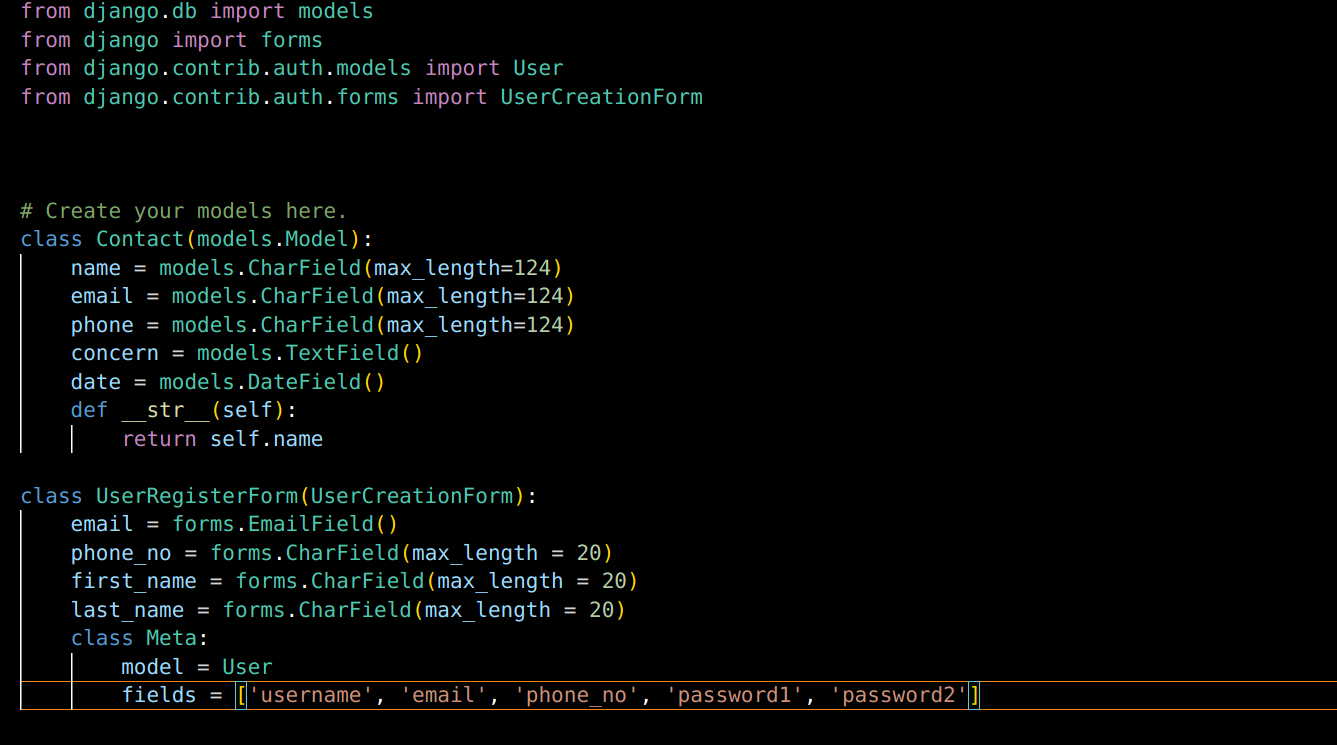 from django.db import models
from django import forms
from django.contrib.auth.models import User
from django.contrib.auth.forms import UserCreationForm
# Create your models here.
class Contact(models.Model):
    name = models.CharField(max_length=124)
    email = models.CharField(max_length=124)
    phone = models.CharField(max_length=124)
    concern = models.TextField()
    date = models.DateField()
    def __str__(self):
        return self.name
class UserRegisterForm(UserCreationForm):
    email = forms.EmailField()
    phone_no = forms.CharField(max_length = 20)
    first_name = forms.CharField(max_length = 20)
    last_name = forms.CharField(max_length = 20)
    class Meta:
        model = User
        fields = ['username', 'email', 'phone_no', 'password1', 'password2']